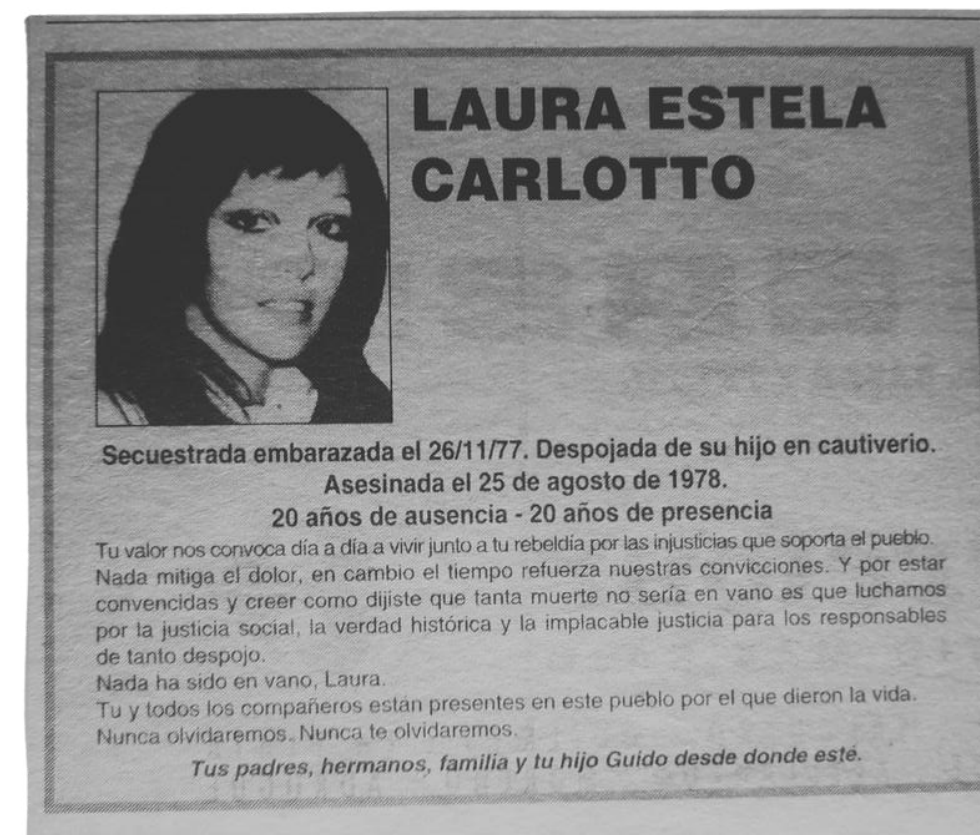 LAURA ESTELA
CARLOTTO
Secuestrada embarazada el 26/11/77. Despojada de su hijo en cautiverio.
Asesinada el 25 de agosto de 1978.
20 años de ausencia - 20 años de presencia
Tu valor nos convoca día a día a vivir junto a tu rebeldía por las injusticias que soporta el pueblo.
Nada mitiga el dolor, en cambio el tiempo refuerza nuestras convicciones. Y por estar
convencidas y creer como dijiste que tanta muerte no sería en vano es que luchamos
por la justicia social, la verdad histórica y la implacable justicia para los responsables
de tanto despojo.
Nada ha sido en vano, Laura.
Tu y todos los compañeros están presentes en este pueblo por el que dieron la vida.
Nunca olvidaremos. Nunca te olvidaremos.
Tus padres, hermanos, familia y tu hijo Guido desde donde esté.